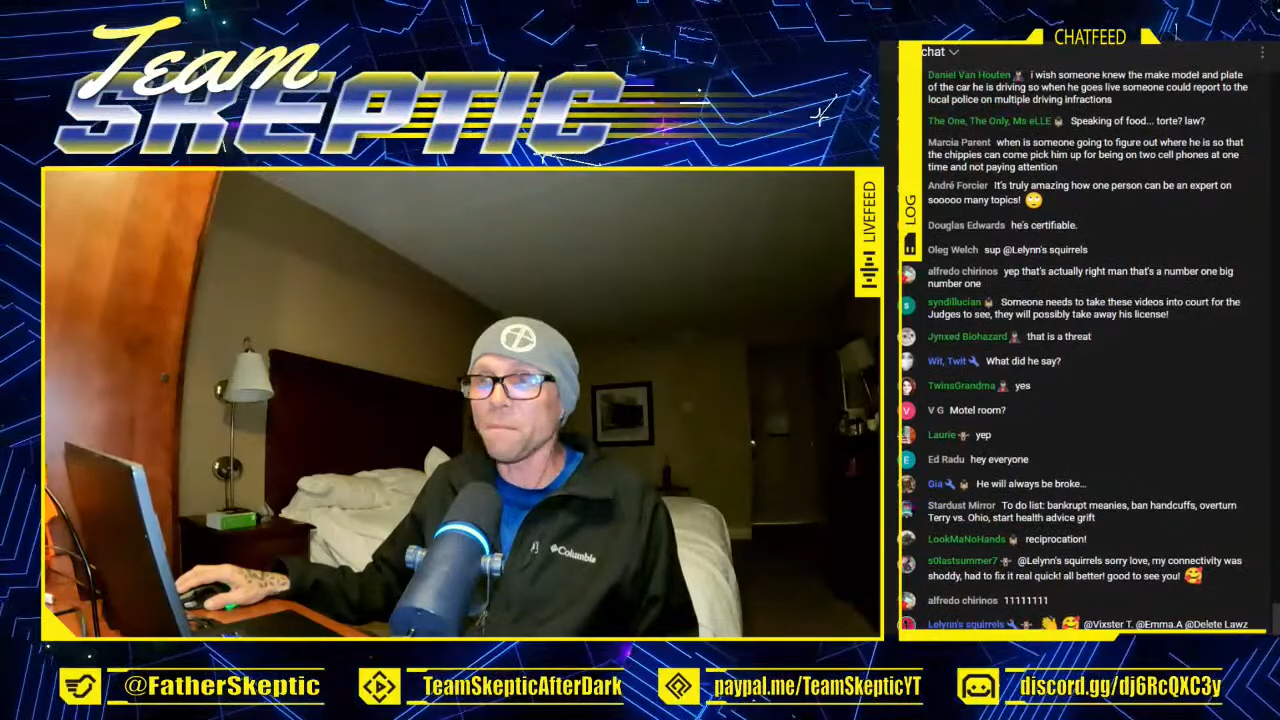 Team
SKEPTIC
CHATFEED
chat
LIVEFEED
LOG
Daniel Van Houten i wish someone knew the make model and plate
of the car he is driving so when he goes live someone could report to the
local police on multiple driving infractions
The One, The Only, Ms eLLE Speaking of food... torte? law?
Marcia Parent when is someone going to figure out where he is so that
the chippies can come pick him up for being on two cell phones at one
time and not paying attention
André Forcier It's truly amazing how one person can be an expert on
sooooo many topics!
Douglas Edwards he's certifiable.
Oleg Welch sup @Lelynn's squirrels
alfredo chirinos yep that's actually right man that's a number one big
number one
syndillucian Someone needs to take these videos into court for the
Judges to see, they will possibly take away his license!
Jynxed Biohazard that is a threat
Wit, Twit What did he say?
TwinsGrandma yes
V G Motel room?
Laurie yep
Ed Radu hey everyone
Gia He will always be broke...
Stardust Mirror To do list: bankrupt meanies, ban handcuffs, overturn
Terry vs. Ohio, start health advice grift
LookMaNoHands reciprocation!
s0lastsummer7 @Lelynn's squirrels sorry love, my connectivity was
shoddy, had to fix it real quick! all better! good to see you!
alfredo chirinos 11111111
Lelynn's squirrels @Vixster T. @Emma.A @Delete Lawz
Columbia
@FatherSkeptic
TeamSkepticAfterDark
paypal.me/TeamSkepticYT
discord.gg/dj6RcQXC3y